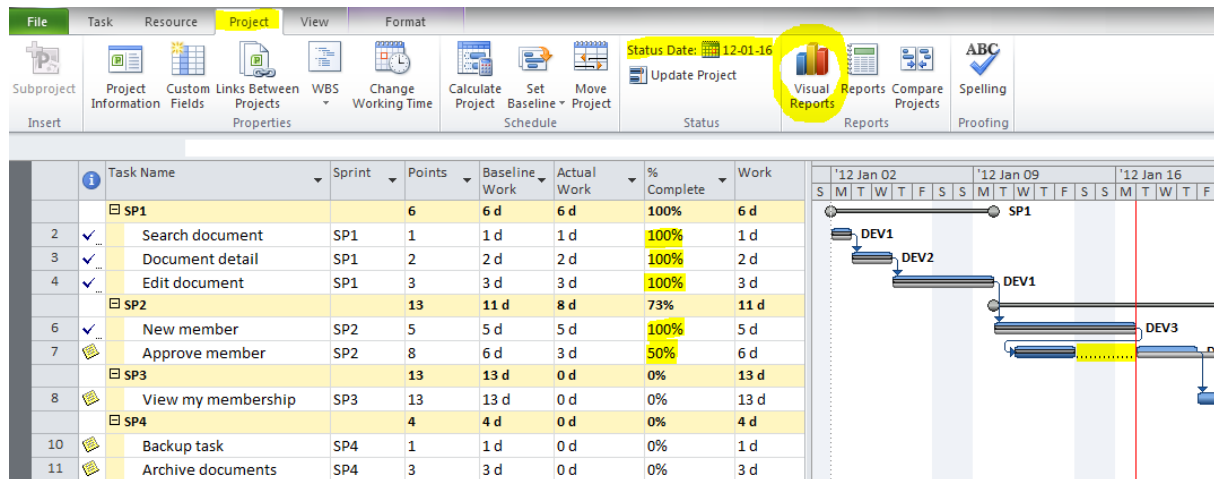 File Task Resource Project View Format
Status Date: 12-01-16
Update Project
ABC
Subproject Project Custom Links Between WBS Change Calculate Set Move Visual Reports Compare Spelling
Information Fields Projects Working Time Project Baseline Project Reports Projects
Insert Properties Schedule Status Reports Proofing
Task Name Sprint Points Baseline Actual % Work '12 Jan 02 '12 Jan 09 '12 Jan 16
Work Work Complete S M T W T F S S M T W T F S S M T W T F
SP1 6 6 d 6 d 100% 6 d SP1
2 Search document SP1 1 1 d 1 d 100% 1 d DEV1
3 Document detail SP1 2 2 d 2 d 100% 2 d DEV2
4 Edit document SP1 3 3 d 3 d 100% 3 d DEV1
SP2 13 11 d 8 d 73% 11 d
6 New member SP2 5 5 d 5 d 100% 5 d DEV3
7 Approve member SP2 8 6 d 3 d 50% 6 d
SP3 13 13 d 0 d 0% 13 d
8 View my membership SP3 13 13 d 0 d 0% 13 d
SP4 4 4 d 0 d 0% 4 d
10 Backup task SP4 1 1 d 0 d 0% 1 d
11 Archive documents SP4 3 3 d 0 d 0% 3 d